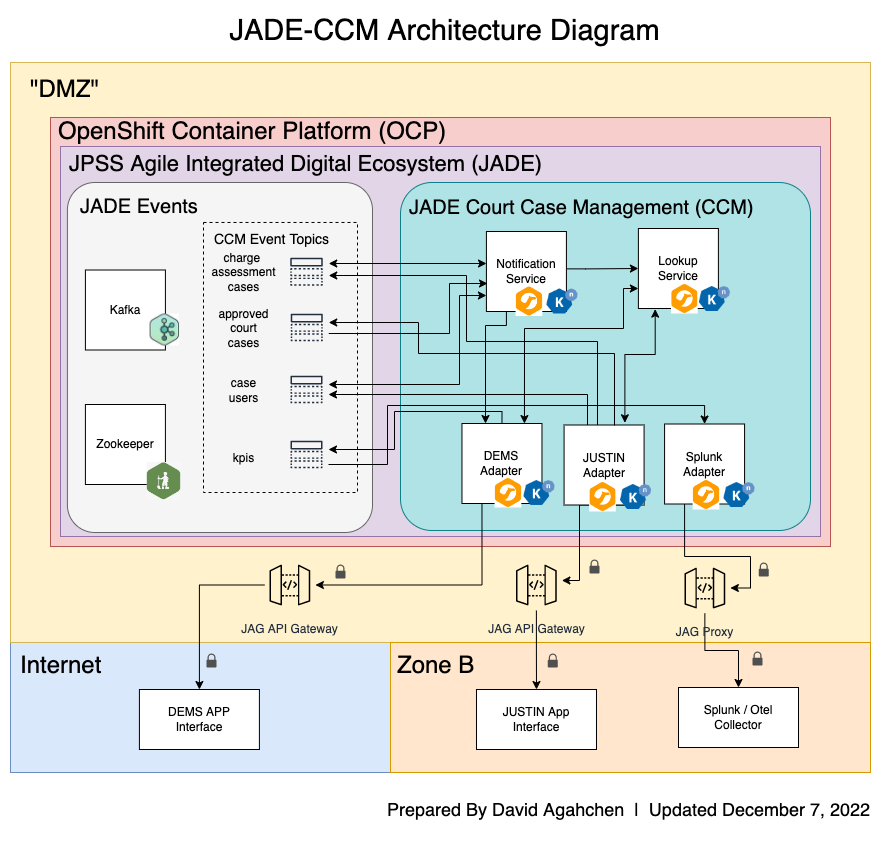 JADE-CCM Architecture Diagram
"DMZ"
OpenShift Container Platform (OCP)
JPSS Agile Integrated Digital Ecosystem (JADE)
JADE Events
CCM Event Topics
charge
assessment
cases
approved
court
cases
case
users
kpis
Kafka
Zookeeper
JADE Court Case Management (CCM)
Notification
Service
K
n
Lookup
Service
K
n
DEMS
Adapter
K
n
JUSTIN
Adapter
K
n
Splunk
Adapter
K
n
</>
JAG API Gateway
</>
JAG API Gateway
</>
JAG Proxy
Internet
DEMS APP
Interface
Zone B
JUSTIN App
Interface
Splunk / Otel
Collector
Prepared By David Agahchen | Updated December 7, 2022